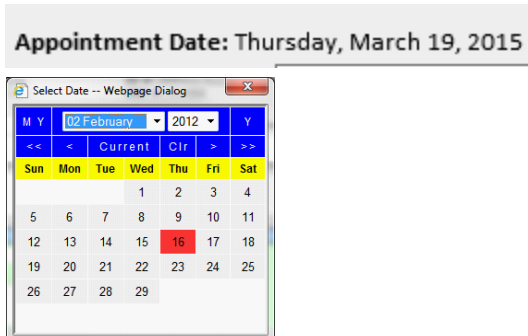 Appointment Date: Thursday, March 19, 2015
Select Date -- Webpage Dialog
M Y 02 February 2012 Y
<< < Current Clr > >>
Sun Mon Tue Wed Thu Fri Sat
1 2 3 4
5 6 7 8 9 10 11
12 13 14 15 16 17 18
19 20 21 22 23 24 25
26 27 28 29